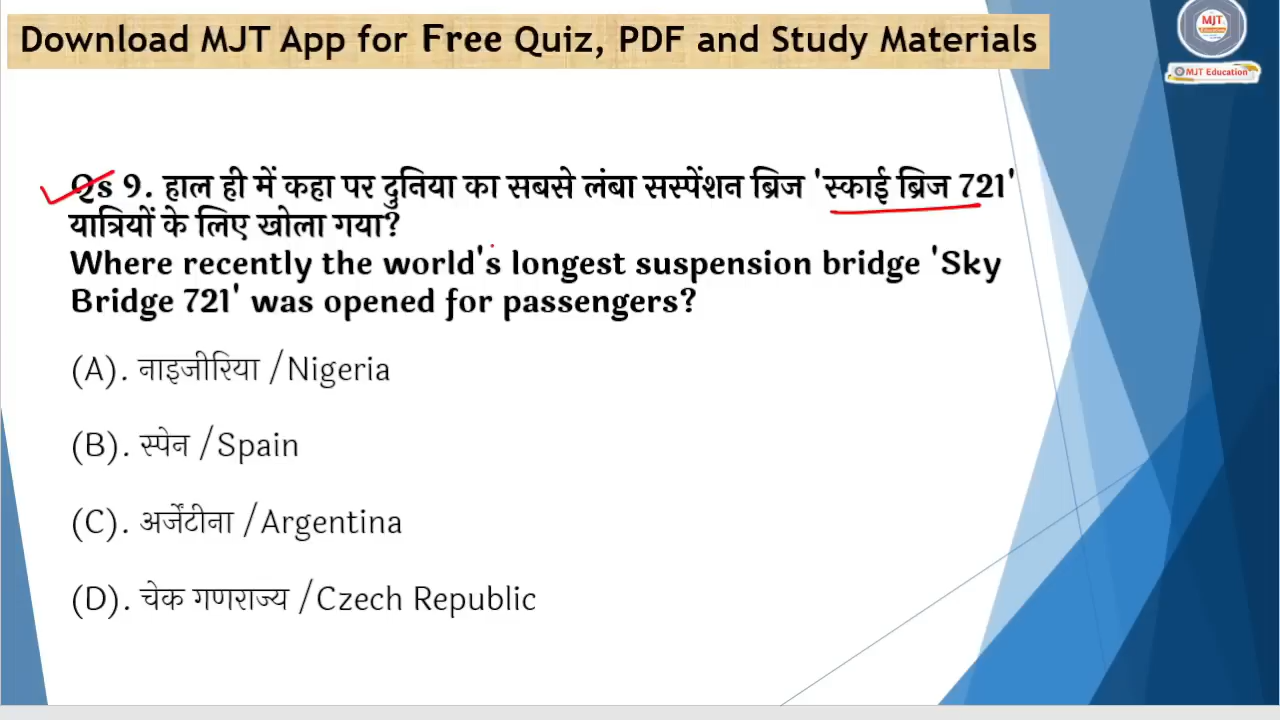 Download MJT App for Free Quiz, PDF and Study Materials
MJT
MJT Education
Qs 9. हाल ही में कहा पर दुनिया का सबसे लंबा सस्पेंशन ब्रिज 'स्काई ब्रिज 721'
यात्रियों के लिए खोला गया?
Where recently the world's longest suspension bridge 'Sky
Bridge 721' was opened for passengers?
(A). नाइजीरिया /Nigeria
(B). स्पेन /Spain
(C). अर्जेंटीना /Argentina
(D). चेक गणराज्य /Czech Republic